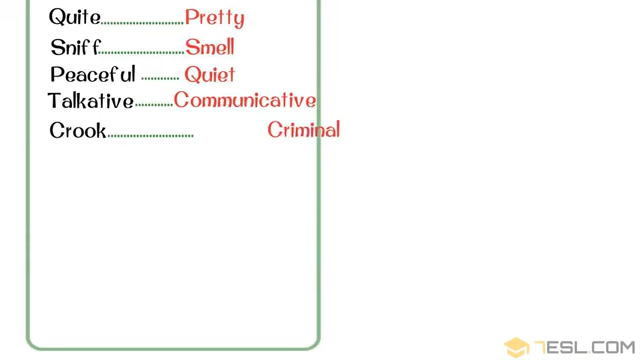 Quite....................Pretty
Sniff.....................Smell
Peaceful ............ Quiet
Talkative............Communicative
Crook..................... Criminal
7ESL.COM